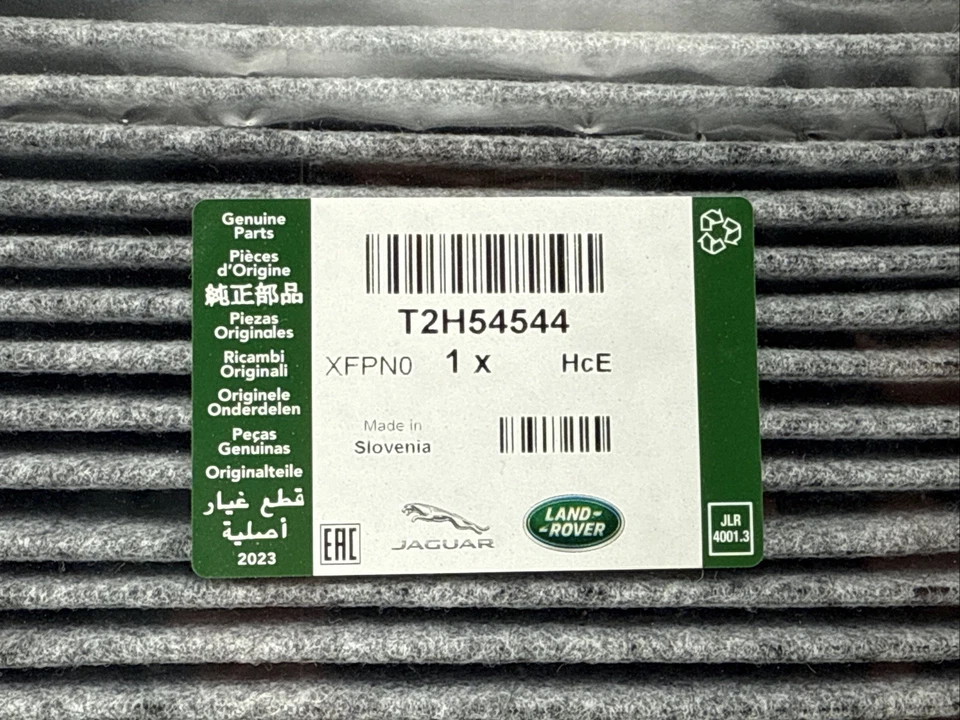 Genuine
Parts
Pièces
d'Origine
純正部品
Piezas
Originales
Ricambi
Originali
Originele
Onderdelen
Peças
Genuinas
Originalteile
قطع غيار
أصلية
2023
T2H54544
XFPN0 1 x HcE
Made in
Slovenia
EAC
JAGUAR
LAND-
-ROVER
JLR
4001.3